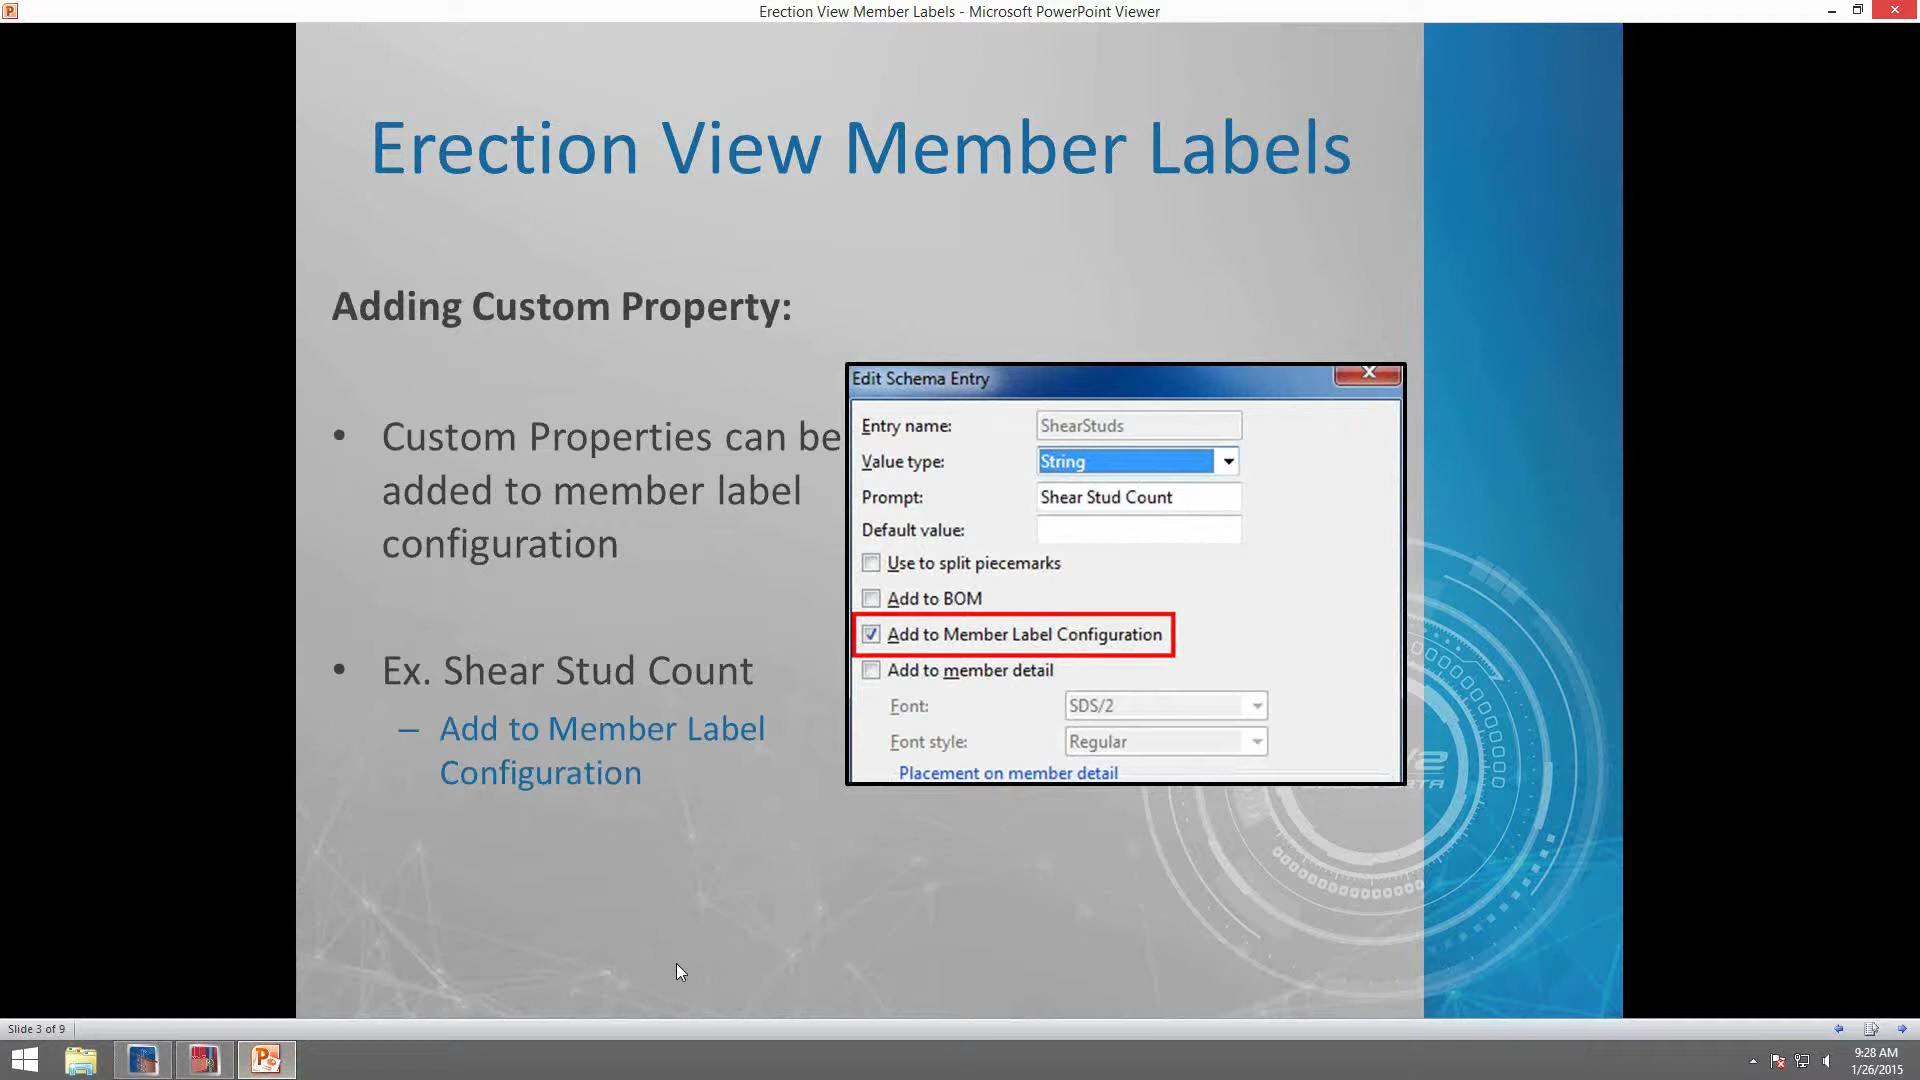 Erection View Member Labels - Microsoft PowerPoint Viewer
Erection View Member Labels
Adding Custom Property:
• Custom Properties can be
added to member label
configuration
• Ex. Shear Stud Count
– Add to Member Label
Configuration
Edit Schema Entry
Entry name: ShearStuds
Value type: String
Prompt: Shear Stud Count
Default value:
Use to split piecemarks
Add to BOM
Add to Member Label Configuration
Add to member detail
Font: SDS/2
Font style: Regular
Placement on member detail
Slide 3 of 9
9:28 AM
1/26/2015